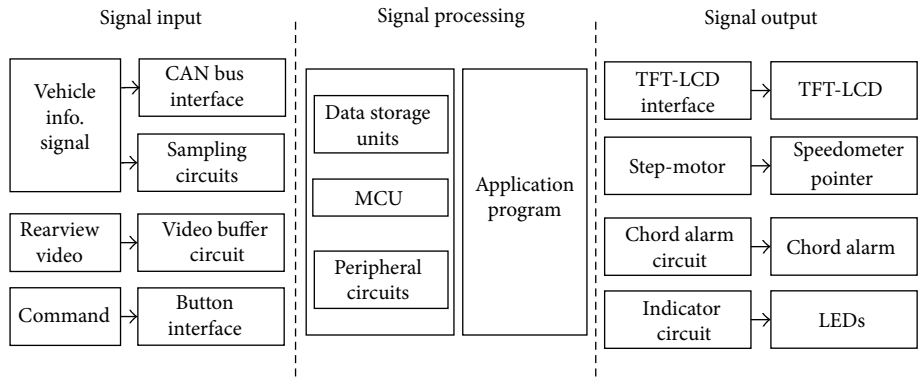 Signal input
Signal processing
Signal output
Vehicle
info.
signal
CAN bus
interface
Sampling
circuits
Rearview
video
Video buffer
circuit
Command
Button
interface
Data storage
units
MCU
Peripheral
circuits
Application
program
TFT-LCD
interface
TFT-LCD
Step-motor
Speedometer
pointer
Chord alarm
circuit
Chord alarm
Indicator
circuit
LEDs